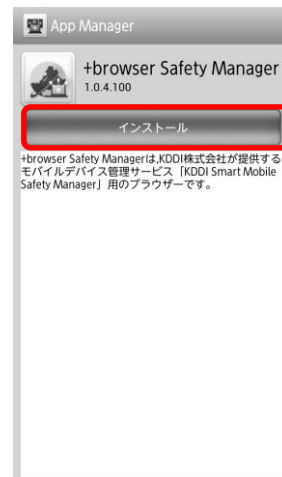 App Manager
+browser Safety Manager
1.0.4.100
インストール
+browser Safety Managerは,KDDI株式会社が提供する
モバイルデバイス管理サービス「KDDI Smart Mobile
Safety Manager」用のブラウザーです。